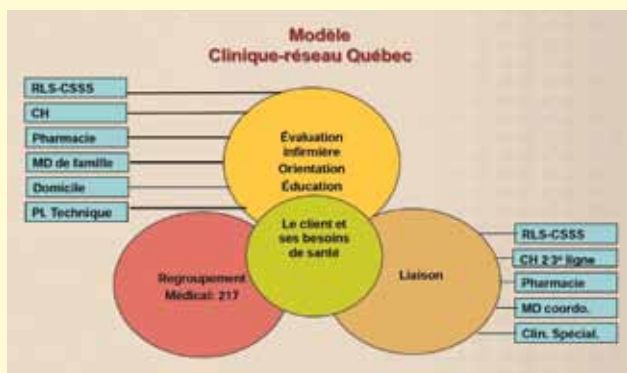 Modèle
Clinique-réseau Québec
RLS-CSSS
CH
Pharmacie
MD de famille
Domicile
Pl. Technique
Évaluation
infirmière
Orientation
Éducation
Le client et
ses besoins
de santé
Regroupement
Médical: 217
Liaison
RLS-CSSS
CH 2 3e ligne
Pharmacie
MD coordo.
Clin. Spécial.